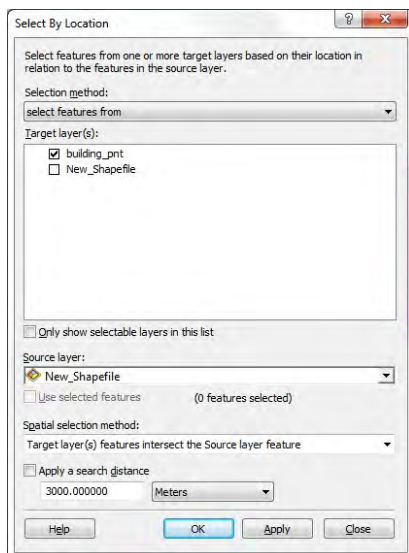 Select By Location
Select features from one or more target layers based on their location in
relation to the features in the source layer.
Selection method:
select features from
Target layer(s):
building_pnt
New_Shapefile
Only show selectable layers in this list
Source layer:
New_Shapefile
Use selected features (0 features selected)
Spatial selection method:
Target layer(s) features intersect the Source layer feature
Apply a search distance
3000.000000 Meters
Help OK Apply Close